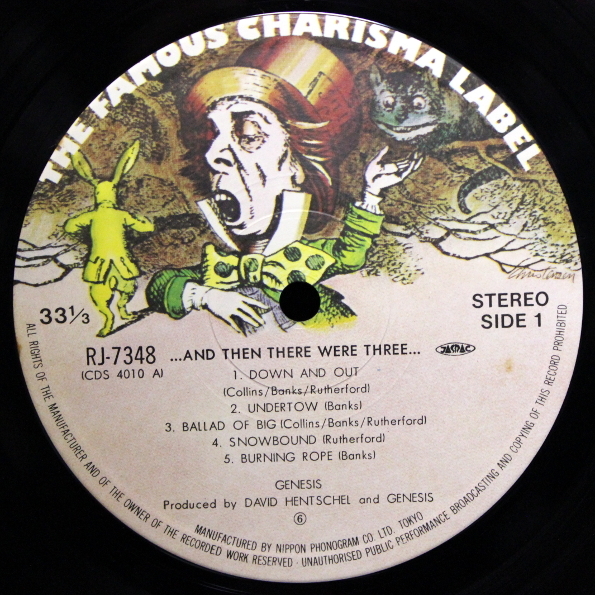 THE FAMOUS CHARISMA LABEL
Christensen
33⅓
STEREO
SIDE 1
RJ-7348
(CDS 4010 A)
...AND THEN THERE WERE THREE...
JASRAC
1. DOWN AND OUT
(Collins/Banks/Rutherford)
2. UNDERTOW (Banks)
3. BALLAD OF BIG (Collins/Banks/Rutherford)
4. SNOWBOUND (Rutherford)
5. BURNING ROPE (Banks)
GENESIS
Produced by DAVID HENTSCHEL and GENESIS
⑥
MANUFACTURED BY NIPPON PHONOGRAM CO. LTD. TOKYO
ALL RIGHTS OF THE MANUFACTURER AND OF THE OWNER OF THE RECORDED WORK RESERVED · UNAUTHORISED PUBLIC PERFORMANCE BROADCASTING AND COPYING OF THIS RECORD PROHIBITED